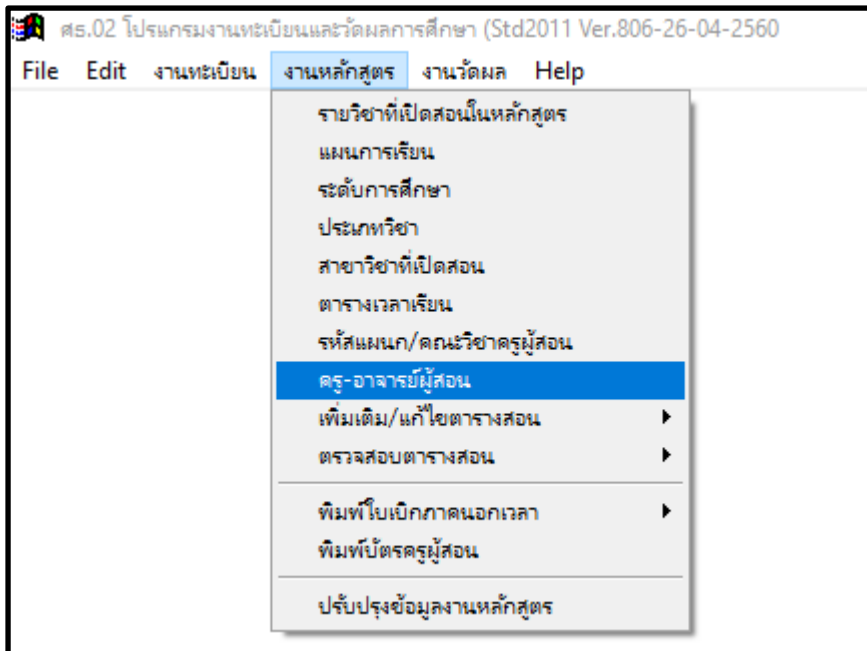 ศธ.02 โปรแกรมงานทะเบียนและวัดผลการศึกษา (Std2011 Ver.806-26-04-2560
File Edit งานทะเบียน งานหลักสูตร งานวัดผล Help
รายวิชาที่เปิดสอนในหลักสูตร
แผนการเรียน
ระดับการศึกษา
ประเภทวิชา
สาขาวิชาที่เปิดสอน
ตารางเวลาเรียน
รหัสแผนก/คณะวิชาครูผู้สอน
ครู-อาจารย์ผู้สอน
เพิ่มเติม/แก้ไขตารางสอน
ตรวจสอบตารางสอน
พิมพ์ใบเบิกภาคนอกเวลา
พิมพ์บัตรครูผู้สอน
ปรับปรุงข้อมูลงานหลักสูตร